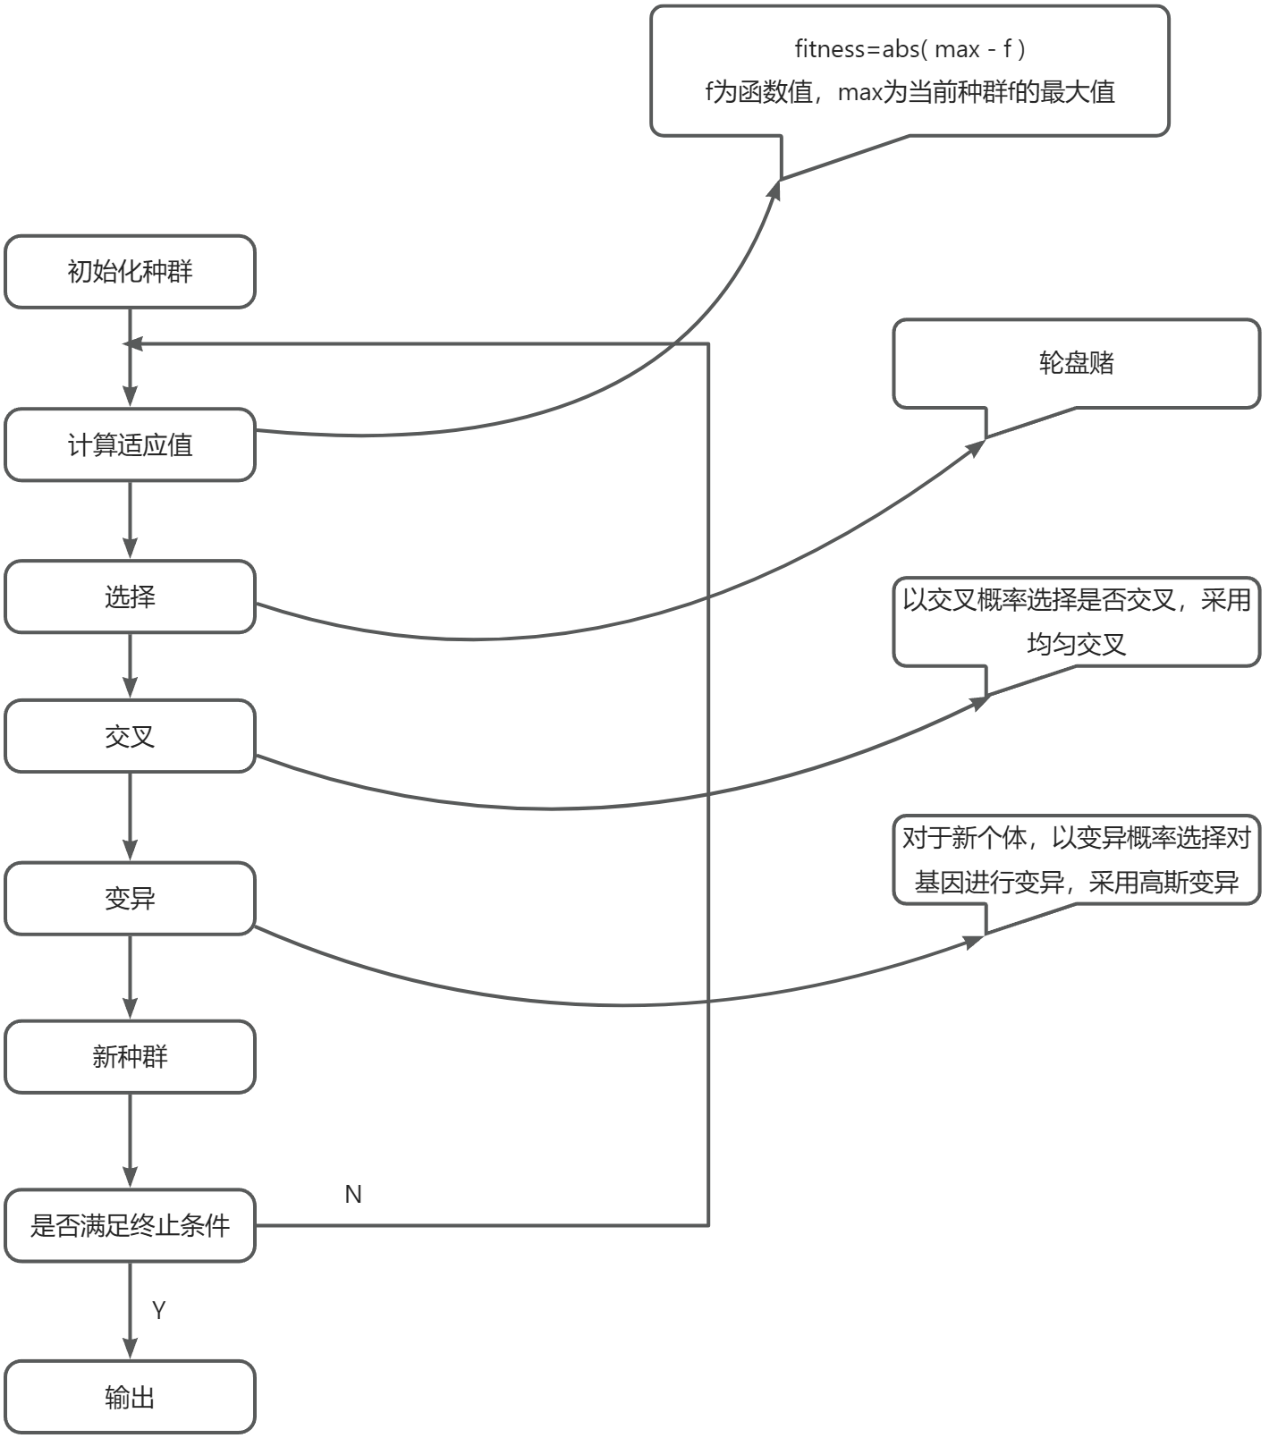 fitness=abs( max - f )
f为函数值，max为当前种群f的最大值
初始化种群
轮盘赌
计算适应值
选择
以交叉概率选择是否交叉，采用
均匀交叉
交叉
对于新个体，以变异概率选择对
基因进行变异，采用高斯变异
变异
新种群
N
是否满足终止条件
Y
输出